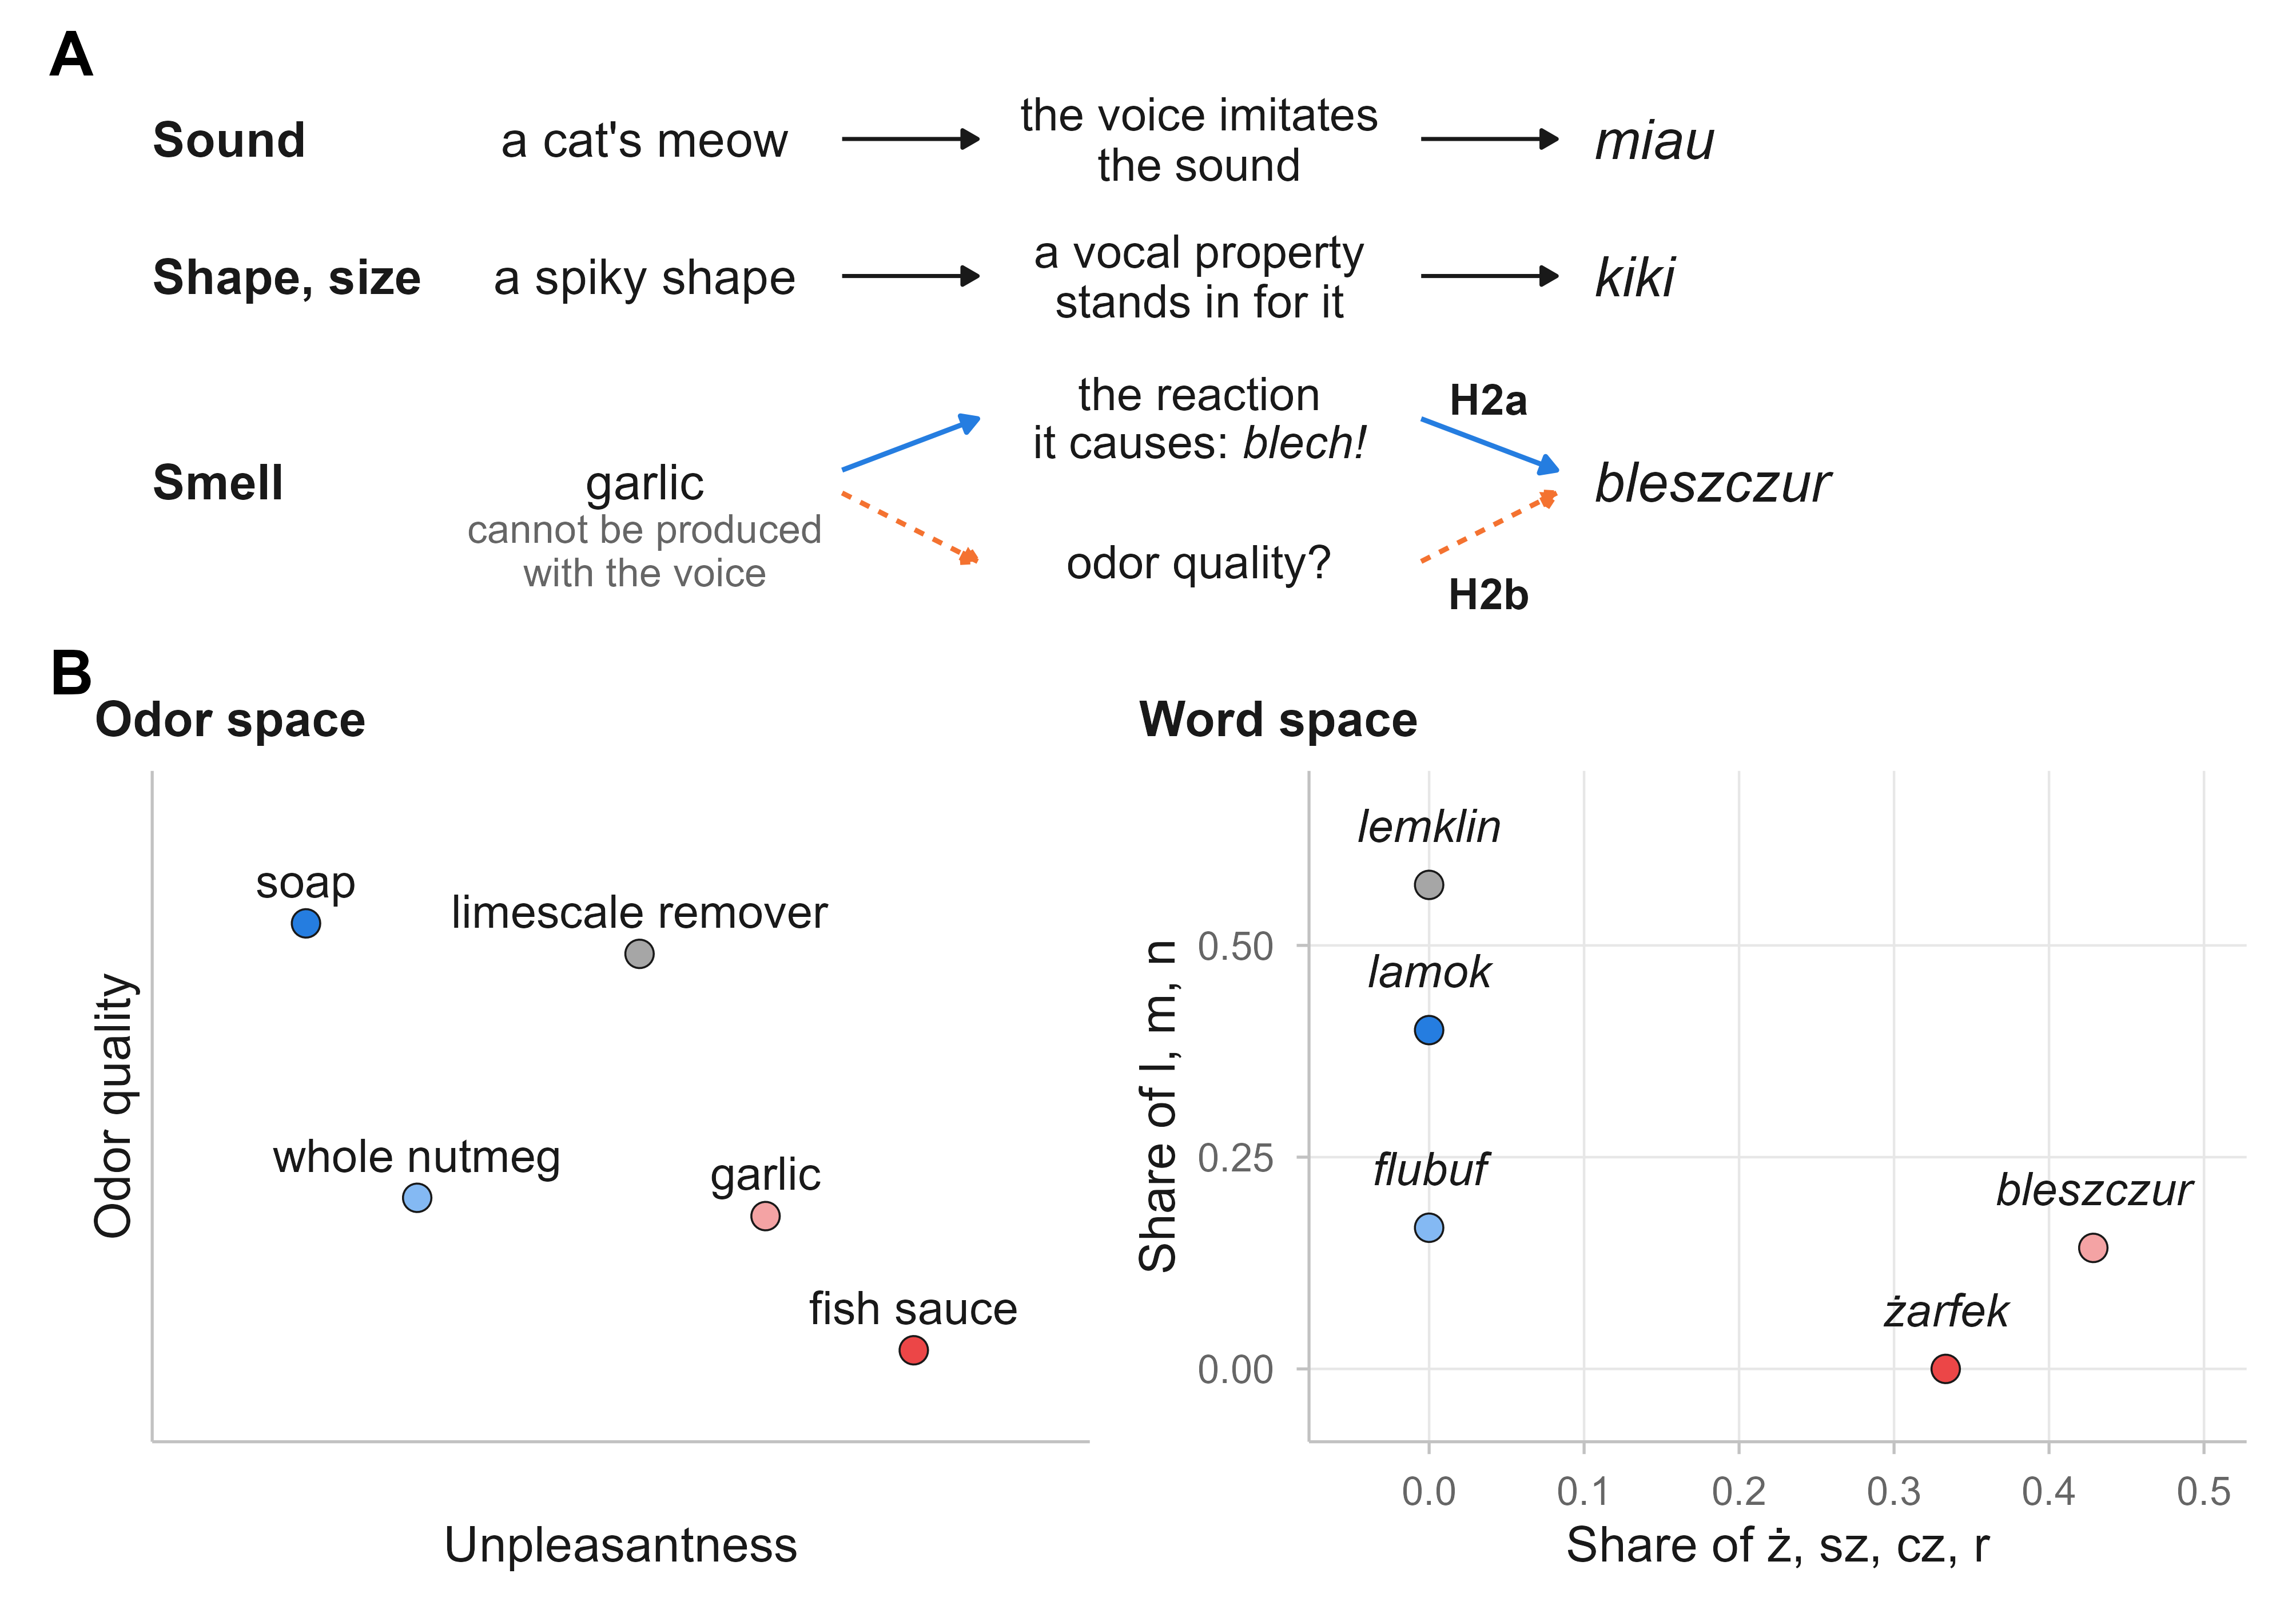 A
Sound
a cat's meow
the voice imitates
the sound
miau
Shape, size
a spiky shape
a vocal property
stands in for it
kiki
Smell
garlic
cannot be produced
with the voice
the reaction
it causes: blech!
odor quality?
H2a
H2b
bleszczur
B
Odor space
Odor quality
soap
limescale remover
whole nutmeg
garlic
fish sauce
Unpleasantness
Word space
Share of l, m, n
0.50
0.25
0.00
lemklin
lamok
flubuf
bleszczur
żarfek
0.0
0.1
0.2
0.3
0.4
0.5
Share of ż, sz, cz, r